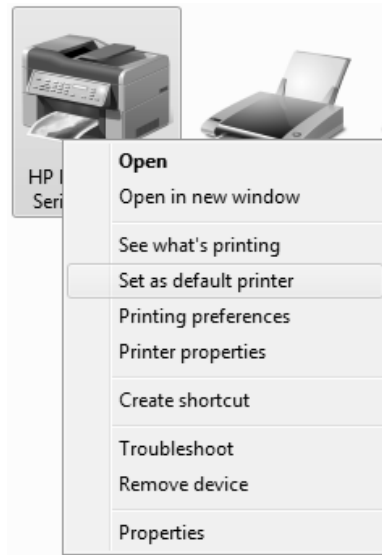 HP
Seri
Open
Open in new window
See what's printing
Set as default printer
Printing preferences
Printer properties
Create shortcut
Troubleshoot
Remove device
Properties